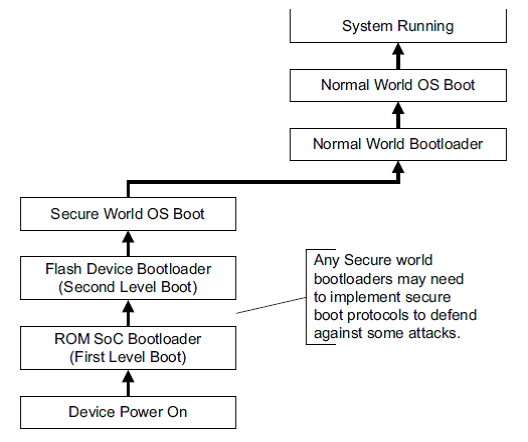 System Running
Normal World OS Boot
Normal World Bootloader
Secure World OS Boot
Flash Device Bootloader
(Second Level Boot)
Any Secure world
bootloaders may need
to implement secure
boot protocols to defend
against some attacks.
ROM SoC Bootloader
(First Level Boot)
Device Power On